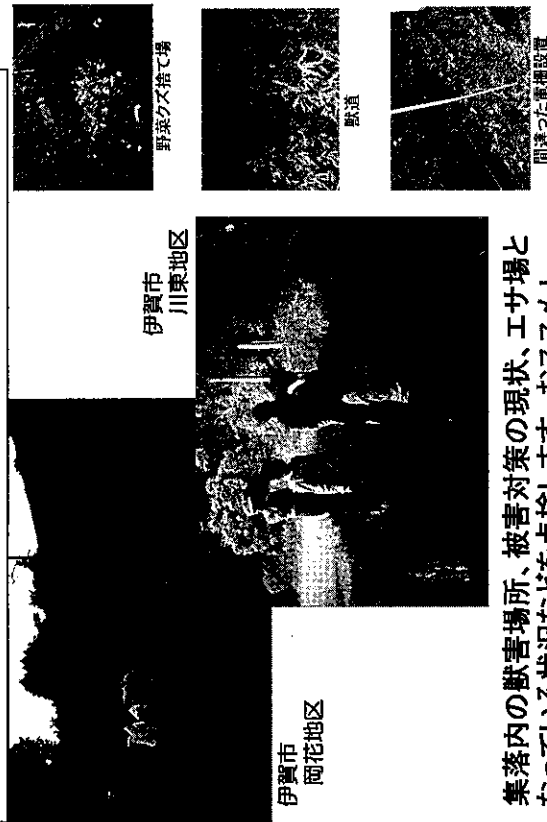 伊賀市
岡花地区
伊賀市
川東地区
野菜クズ捨て場
獣道
間違った電柵設置
集落内の獣害場所、被害対策の現状、エサ場と
なっている状況などを点検します。